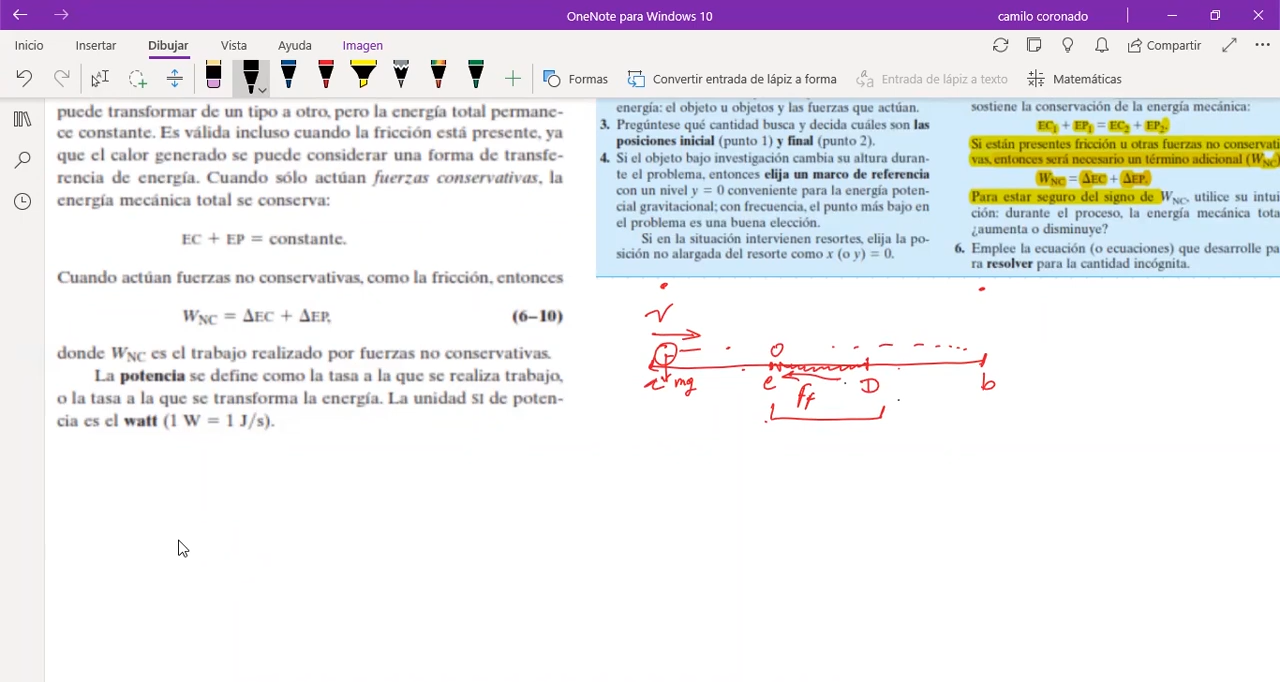 OneNote para Windows 10
camilo coronado
Inicio
Insertar
Dibujar
Vista
Ayuda
Imagen
Compartir
Formas
Convertir entrada de lápiz a forma
Entrada de lápiz a texto
Matemáticas
puede transformar de un tipo a otro, pero la energía total permane-
ce constante. Es válida incluso cuando la fricción está presente, ya
que el calor generado se puede considerar una forma de transfe-
rencia de energía. Cuando sólo actúan fuerzas conservativas, la
energía mecánica total se conserva:
EC + EP = constante.
Cuando actúan fuerzas no conservativas, como la fricción, entonces
W_NC = ΔEC + ΔEP, (6–10)
donde W_NC es el trabajo realizado por fuerzas no conservativas.
La potencia se define como la tasa a la que se realiza trabajo,
o la tasa a la que se transforma la energía. La unidad SI de poten-
cia es el watt (1 W = 1 J/s).
energía: el objeto u objetos y las fuerzas que actúan.
3. Pregúntese qué cantidad busca y decida cuáles son las
posiciones inicial (punto 1) y final (punto 2).
4. Si el objeto bajo investigación cambia su altura duran-
te el problema, entonces elija un marco de referencia
con un nivel y = 0 conveniente para la energía poten-
cial gravitacional; con frecuencia, el punto más bajo en
el problema es una buena elección.
Si en la situación intervienen resortes, elija la po-
sición no alargada del resorte como x (o y) = 0.
sostiene la conservación de la energía mecánica:
EC₁ + EP₁ = EC₂ + EP₂.
Si están presentes fricción u otras fuerzas no conservati
vas, entonces será necesario un término adicional (W_NC)
W_NC = ΔEC + ΔEP.
Para estar seguro del signo de W_NC, utilice su intui
ción: durante el proceso, la energía mecánica tota
¿aumenta o disminuye?
6. Emplee la ecuación (o ecuaciones) que desarrolle pa
ra resolver para la cantidad incógnita.
v
mg
e
ff
D
b